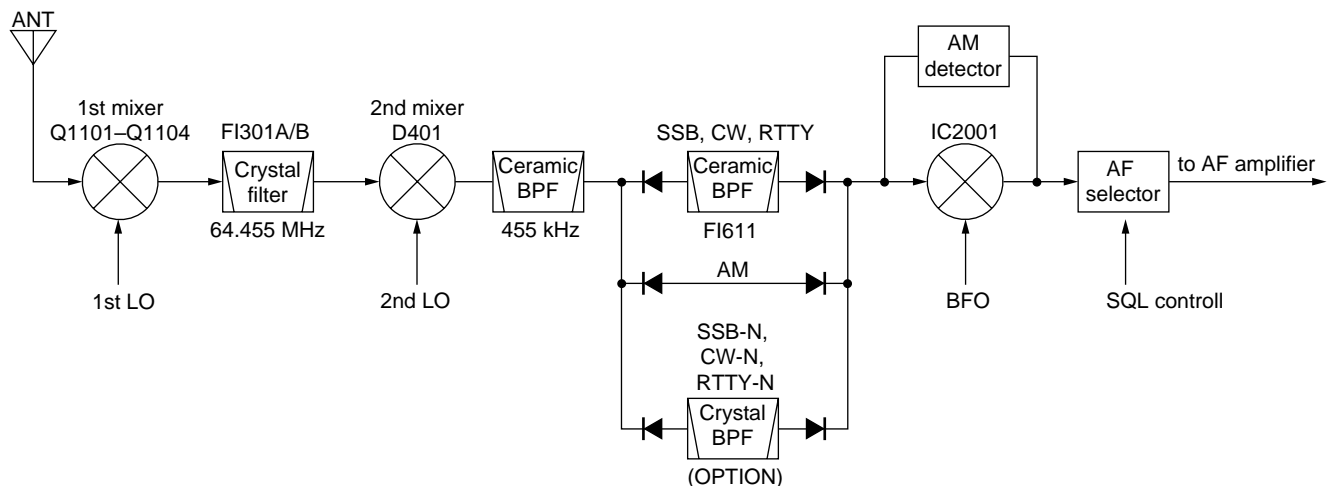 ANT
1st mixer
Q1101–Q1104
1st LO
FI301A/B
Crystal
filter
64.455 MHz
2nd mixer
D401
2nd LO
Ceramic
BPF
455 kHz
SSB, CW, RTTY
Ceramic
BPF
FI611
AM
SSB-N,
CW-N,
RTTY-N
Crystal
BPF
(OPTION)
AM
detector
IC2001
BFO
AF
selector
SQL controll
to AF amplifier